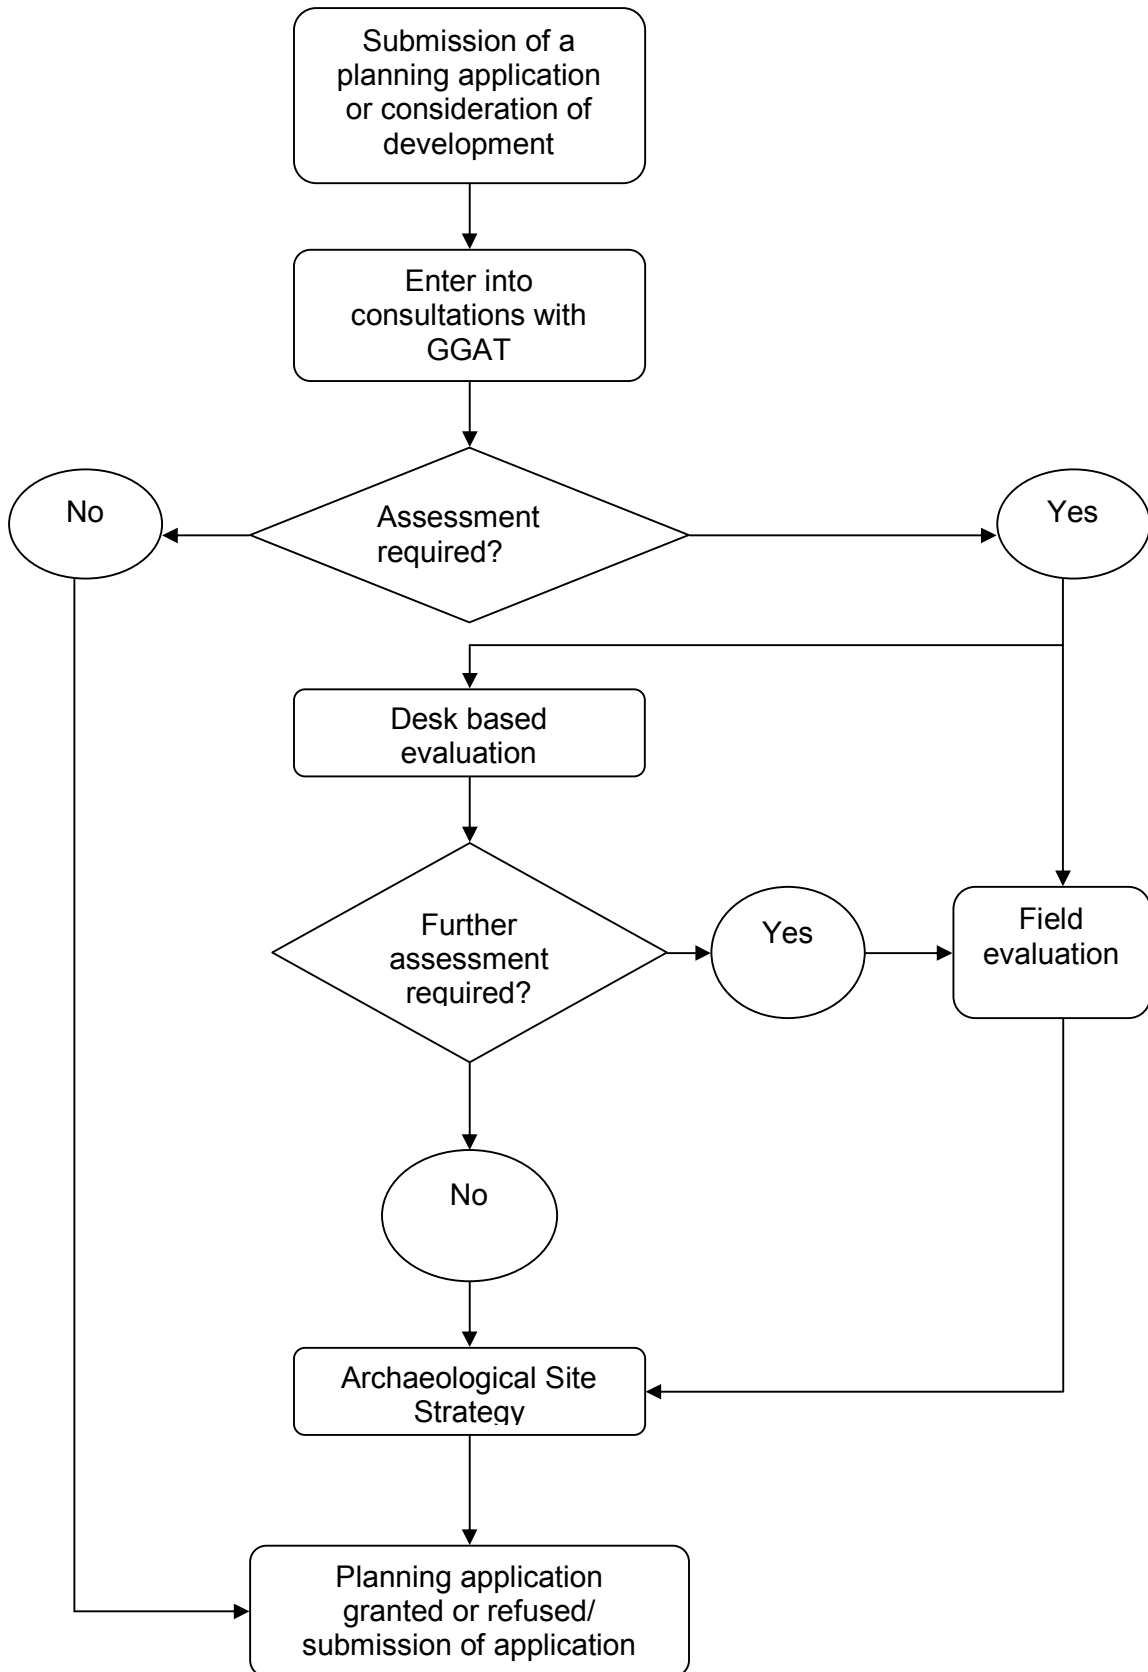 Submission of a
planning application
or consideration of
development
Enter into
consultations with
GGAT
No
Assessment
required?
Yes
Desk based
evaluation
Further
assessment
required?
Yes
Field
evaluation
No
Archaeological Site
Strategy
Planning application
granted or refused/
submission of application